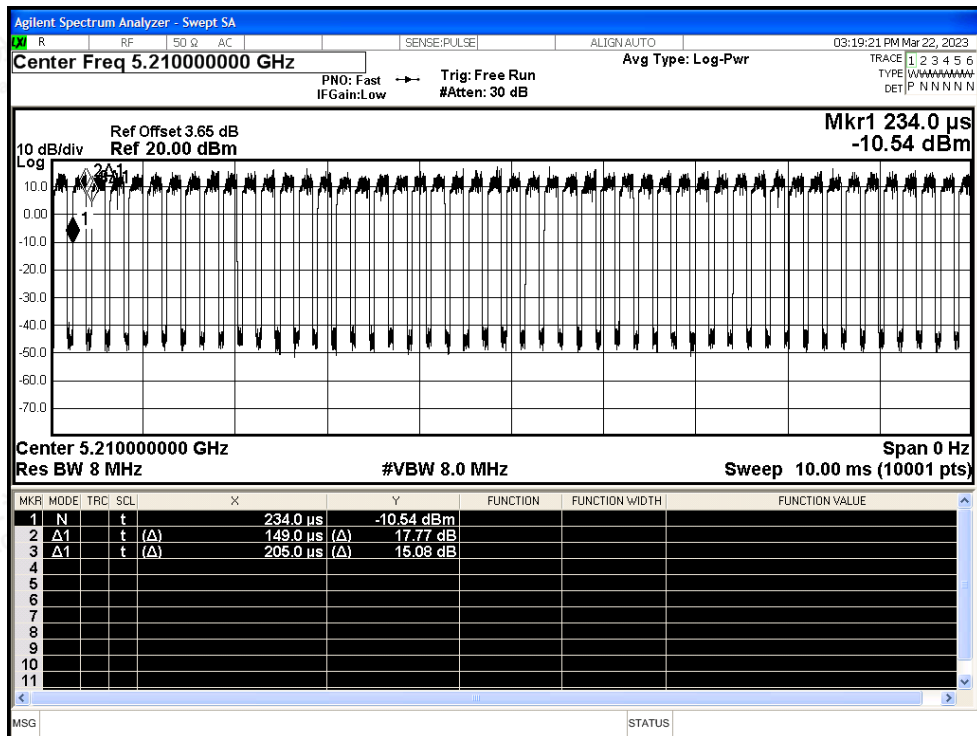 Agilent Spectrum Analyzer - Swept SA
LXI R RF 50 Ω AC SENSE:PULSE ALIGN AUTO 03:19:21 PM Mar 22, 2023
Center Freq 5.210000000 GHz
PNO: Fast
IFGain:Low
Trig: Free Run
#Atten: 30 dB
Avg Type: Log-Pwr
TRACE 1 2 3 4 5 6
TYPE W
DET P N N N N N
Mkr1 234.0 µs
-10.54 dBm
Ref Offset 3.65 dB
10 dB/div Ref 20.00 dBm
Log
10.0
0.00
-10.0
-20.0
-30.0
-40.0
-50.0
-60.0
-70.0
1
Center 5.210000000 GHz Span 0 Hz
Res BW 8 MHz #VBW 8.0 MHz Sweep 10.00 ms (10001 pts)
MKR MODE TRC SCL X Y FUNCTION FUNCTION WIDTH FUNCTION VALUE
1 N t 234.0 µs -10.54 dBm
2 Δ1 t (Δ) 149.0 µs (Δ) 17.77 dB
3 Δ1 t (Δ) 205.0 µs (Δ) 15.08 dB
4
5
6
7
8
9
10
11
MSG STATUS